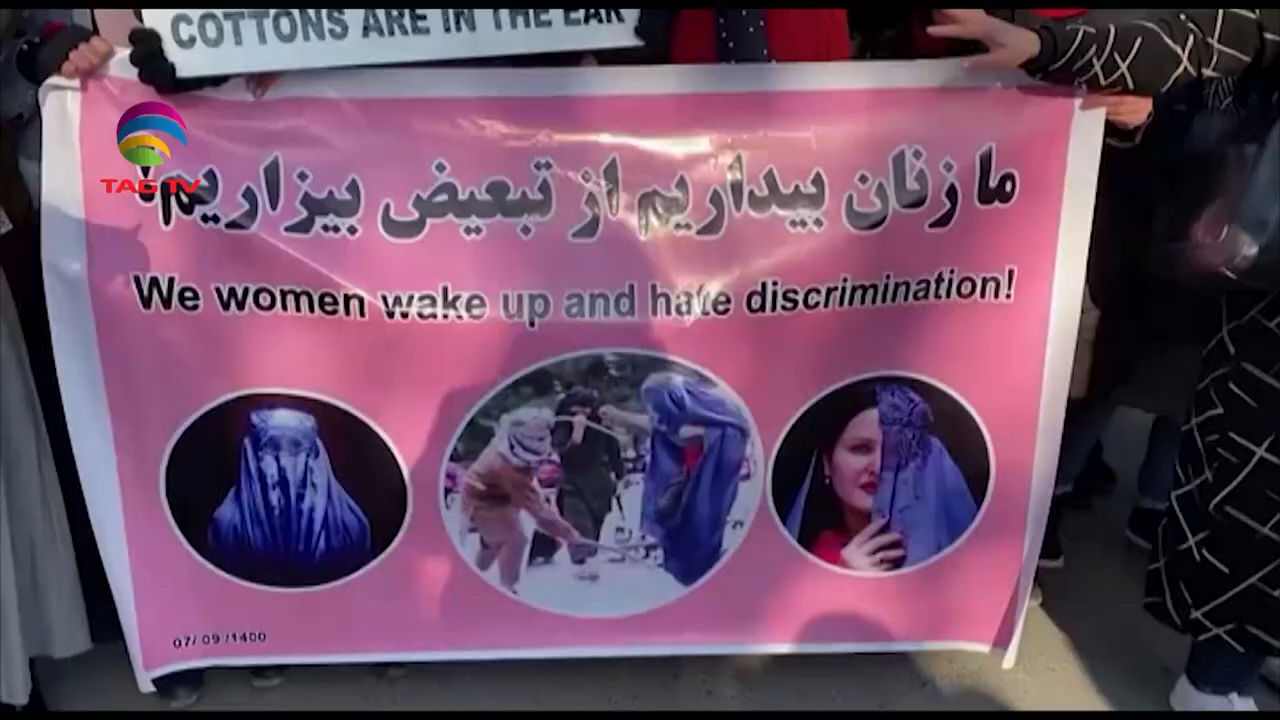 COTTONS ARE IN THE EAR
TAG TV
ما زنان بیداریم از تبعیض بیزاریم!
We women wake up and hate discrimination!
07/ 09 /1400